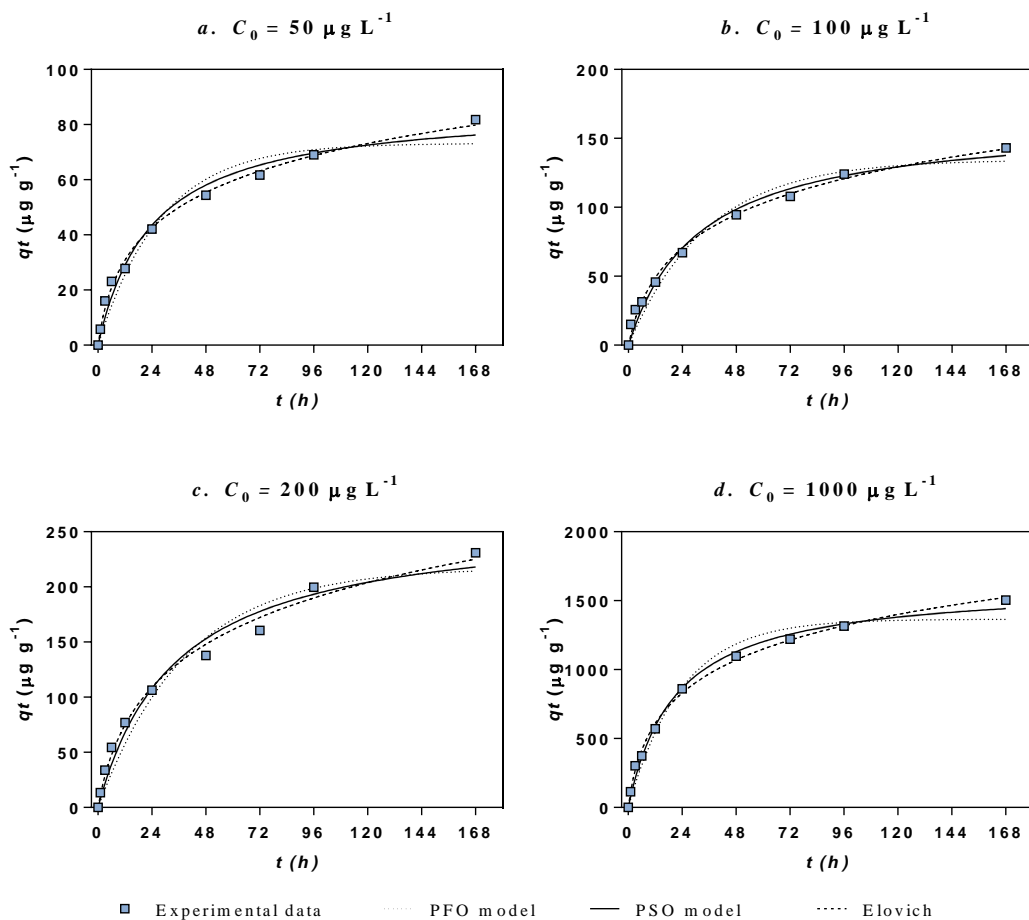 a. C₀ = 50 µg L⁻¹
100
80
60
40
20
0
qt (µg g⁻¹)
0 24 48 72 96 120 144 168
t (h)
b. C₀ = 100 µg L⁻¹
200
150
100
50
0
qt (µg g⁻¹)
0 24 48 72 96 120 144 168
t (h)
c. C₀ = 200 µg L⁻¹
250
200
150
100
50
0
qt (µg g⁻¹)
0 24 48 72 96 120 144 168
t (h)
d. C₀ = 1000 µg L⁻¹
2000
1500
1000
500
0
qt (µg g⁻¹)
0 24 48 72 96 120 144 168
t (h)
Experimental data PFO model PSO model Elovich